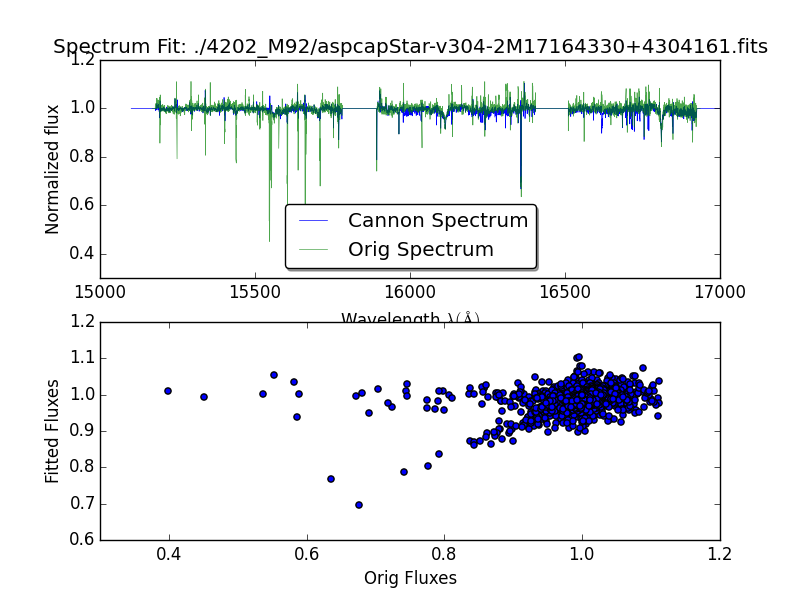 Spectrum Fit: ./4202_M92/aspcapStar-v304-2M17164330+4304161.fits
1.2
1.0
0.8
0.6
0.4
Normalized flux
Cannon Spectrum
Orig Spectrum
15000 15500 16000 16500 17000
Wavelength λ(Å)
1.2
1.1
1.0
0.9
0.8
0.7
0.6
Fitted Fluxes
0.4 0.6 0.8 1.0 1.2
Orig Fluxes